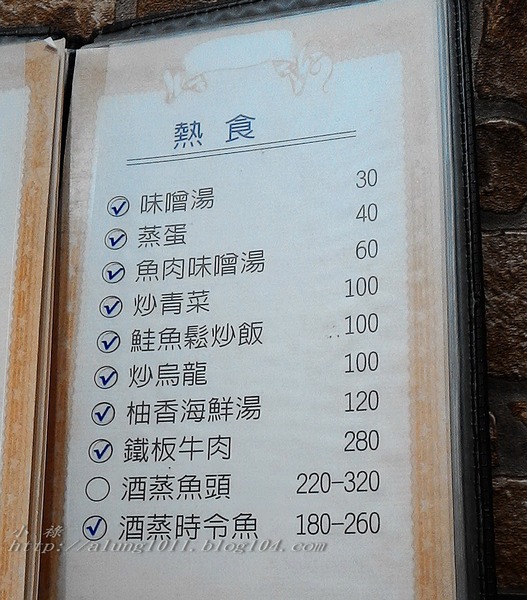 熱食
味噌湯 30
蒸蛋 40
魚肉味噌湯 60
炒青菜 100
鮭魚鬆炒飯 100
炒烏龍 100
柚香海鮮湯 120
鐵板牛肉 280
酒蒸魚頭 220-320
酒蒸時令魚 180-260
小 祿
http://alung1011.blog104.com